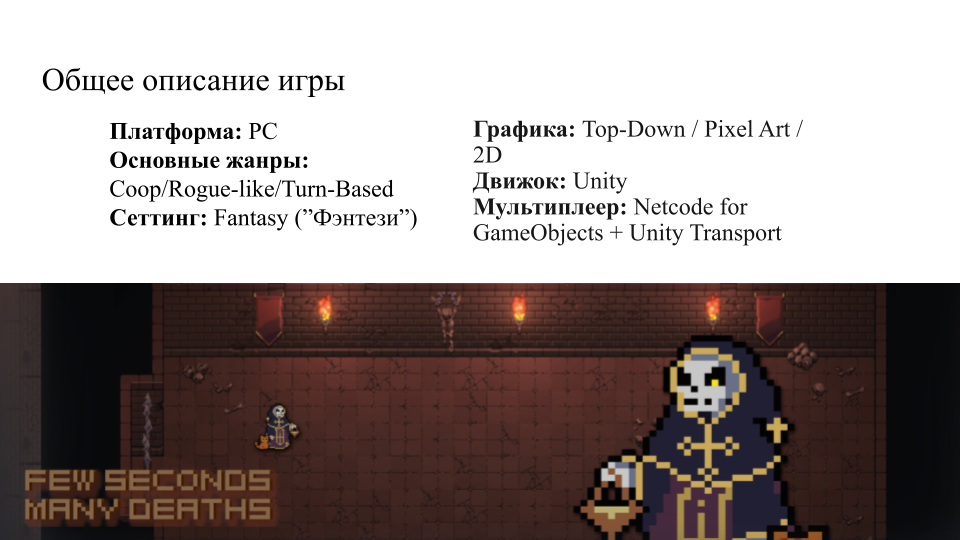 Общее описание игры
Платформа: PC
Основные жанры:
Coop/Rogue-like/Turn-Based
Сеттинг: Fantasy (”Фэнтези”)
Графика: Top-Down / Pixel Art /
2D
Движок: Unity
Мультиплеер: Netcode for
GameObjects + Unity Transport
FEW SECONDS
MANY DEATHS